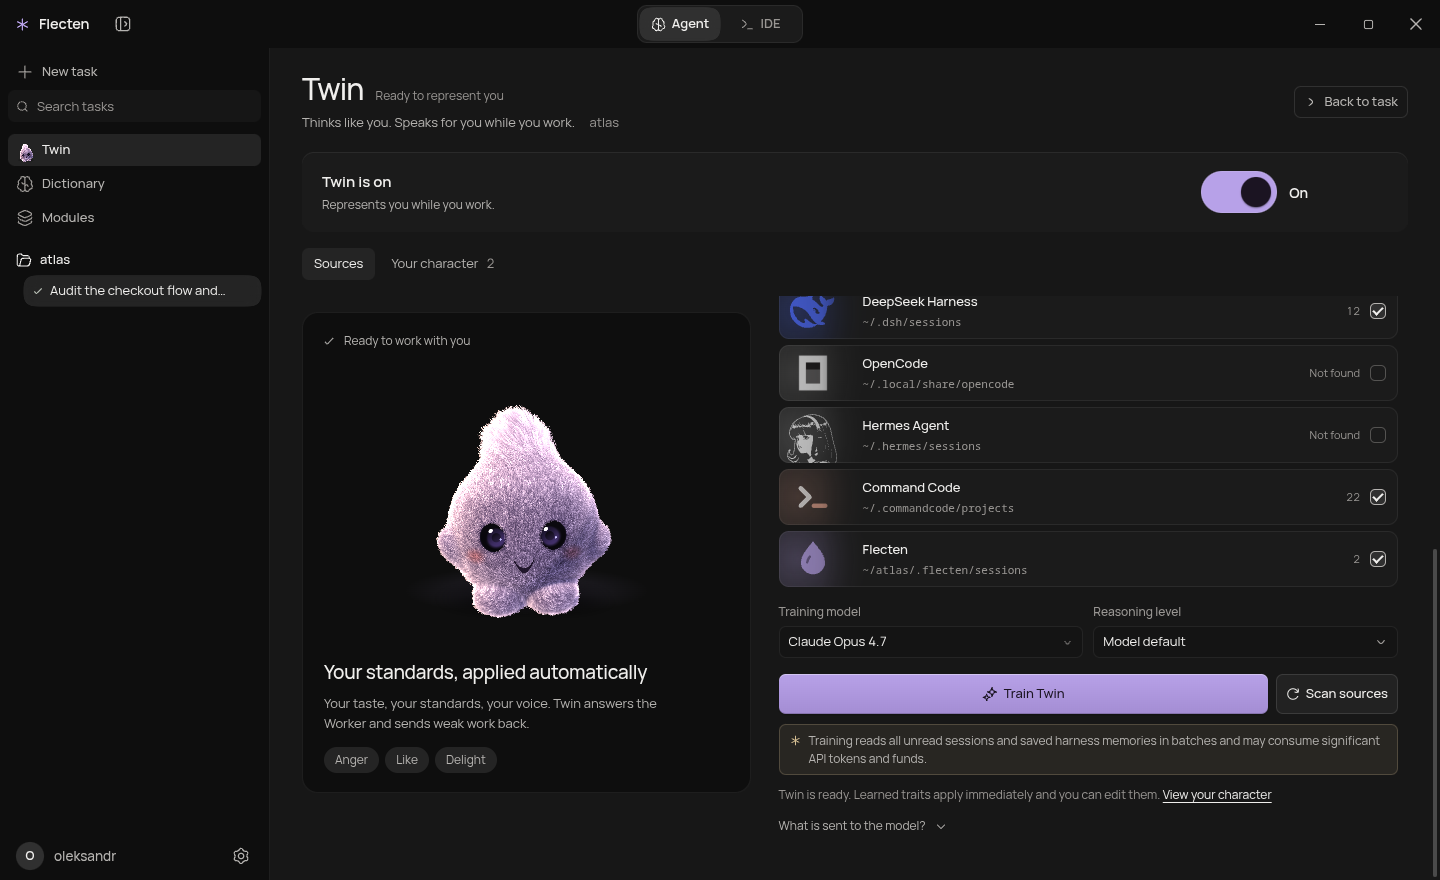 Flecten
Agent
IDE
New task
Search tasks
Twin
Dictionary
Modules
atlas
Audit the checkout flow and…
oleksandr
O
Twin
Ready to represent you
Thinks like you. Speaks for you while you work.
atlas
Back to task
Twin is on
Represents you while you work.
On
Sources
Your character 2
Ready to work with you
Your standards, applied automatically
Your taste, your standards, your voice. Twin answers the
Worker and sends weak work back.
Anger
Like
Delight
DeepSeek Harness
~/.dsh/sessions
12
OpenCode
~/.local/share/opencode
Not found
Hermes Agent
~/.hermes/sessions
Not found
Command Code
~/.commandcode/projects
22
Flecten
~/atlas/.flecten/sessions
2
Training model
Reasoning level
Claude Opus 4.7
Model default
Train Twin
Scan sources
Training reads all unread sessions and saved harness memories in batches and may consume significant
API tokens and funds.
Twin is ready. Learned traits apply immediately and you can edit them. View your character
What is sent to the model?